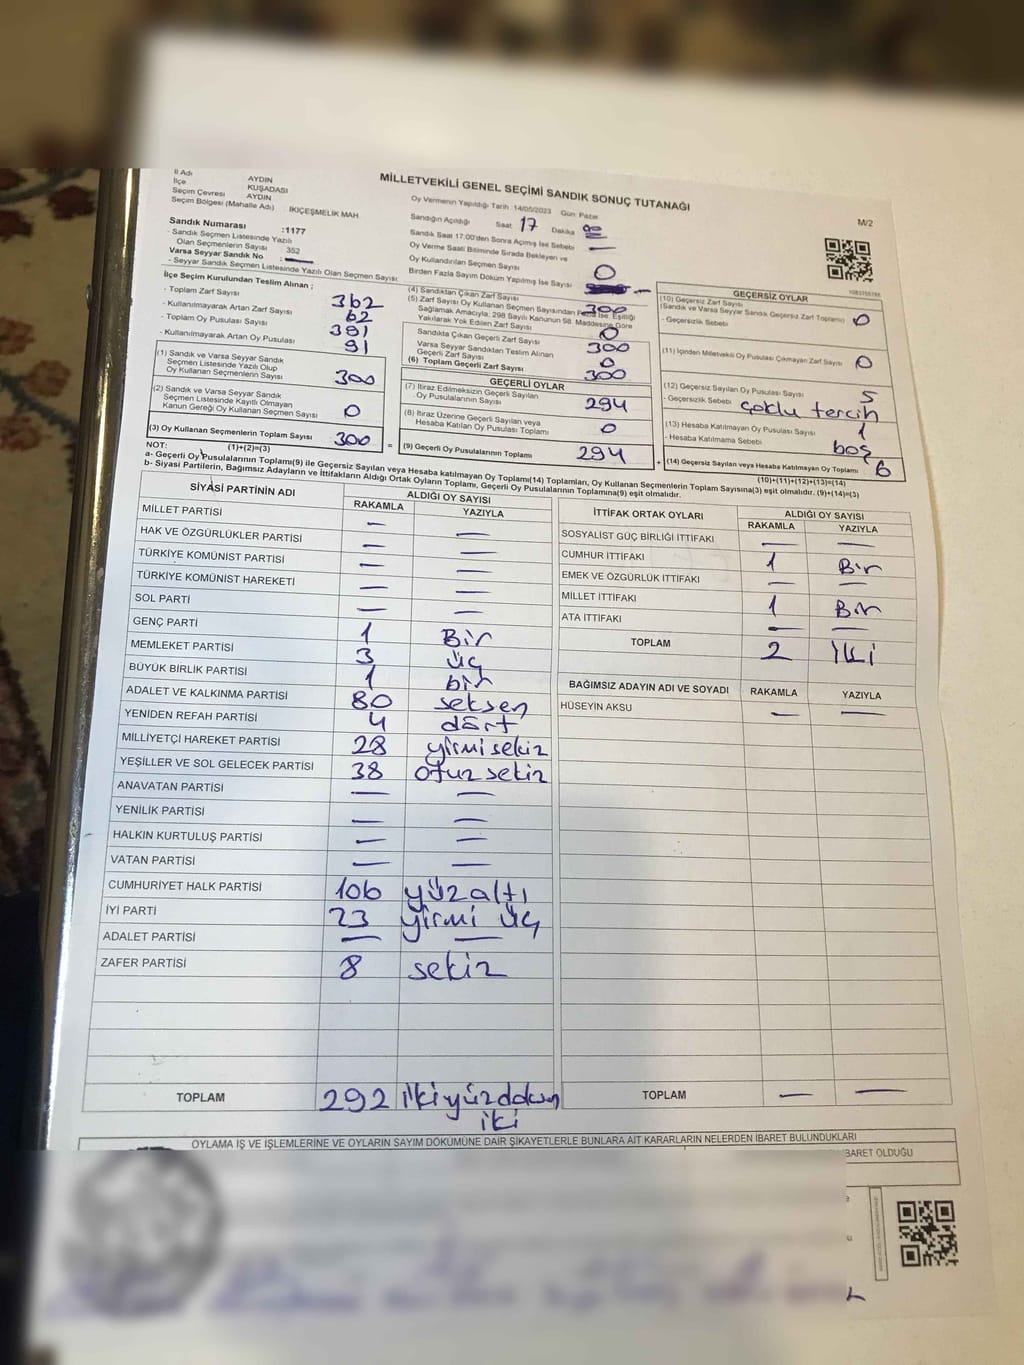 MİLLETVEKİLİ GENEL SEÇİMİ SANDIK SONUÇ TUTANAĞI
M/2
İl Adı AYDIN
İlçe KUŞADASI
Seçim Çevresi AYDIN
Seçim Bölgesi (Mahalle Adı) İKİÇEŞMELİK MAH.
Sandık Numarası :1177
- Sandık Seçmen Listesinde Yazılı
Olan Seçmenlerin Sayısı 352
Varsa Seyyar Sandık No : —
- Seyyar Sandık Seçmen Listesinde Yazılı Olan Seçmen Sayısı
Oy Vermenin Yapıldığı Tarih :14/05/2023 Gün: Pazar
Sandığın Açıldığı Saat 17 Dakika
Sandık Saat 17:00'den Sonra Açılmış İse Sebebi —
Oy Verme Saati Bitiminde Sırada Bekleyen ve
Oy Kullandırılan Seçmen Sayısı 0
Birden Fazla Sayım Döküm Yapılmış İse Sayısı —
İlçe Seçim Kurulundan Teslim Alınan ;
- Toplam Zarf Sayısı 362
- Kullanılmayarak Artan Zarf Sayısı 62
- Toplam Oy Pusulası Sayısı 391
- Kullanılmayarak Artan Oy Pusulası 91
(1) Sandık ve Varsa Seyyar Sandık
Seçmen Listesinde Yazılı Olup
Oy Kullanan Seçmenlerin Sayısı 300
(2) Sandık ve Varsa Seyyar Sandık
Seçmen Listesinde Kayıtlı Olmayan
Kanun Gereği Oy Kullanan Seçmen Sayısı 0
(3) Oy Kullanan Seçmenlerin Toplam Sayısı 300
(1)+(2)=(3)
(4) Sandıktan Çıkan Zarf Sayısı 300
(5) Zarf Sayısı Oy Kullanan Seçmen Sayısından Fazla İse, Eşitliği
Sağlamak Amacıyla, 298 Sayılı Kanunun 98. Maddesine Göre
Yakılarak Yok Edilen Zarf Sayısı 0
Sandıkta Çıkan Geçerli Zarf Sayısı 300
Varsa Seyyar Sandıktan Teslim Alınan
Geçerli Zarf Sayısı 0
(6) Toplam Geçerli Zarf Sayısı 300
GEÇERLİ OYLAR
(7) İtiraz Edilmeksizin Geçerli Sayılan
Oy Pusulalarının Sayısı 294
(8) İtiraz Üzerine Geçerli Sayılan veya
Hesaba Katılan Oy Pusulası Toplamı 0
= (9) Geçerli Oy Pusulalarının Toplamı 294
GEÇERSİZ OYLAR
(10) Geçersiz Zarf Sayısı
(Sandık ve Varsa Seyyar Sandık Geçersiz Zarf Toplamı) 0
- Geçersizlik Sebebi
(11) İçinden Milletvekili Oy Pusulası Çıkmayan Zarf Sayısı 0
(12) Geçersiz Sayılan Oy Pusulası Sayısı 5
- Geçersizlik Sebebi çoklu tercih
(13) Hesaba Katılmayan Oy Pusulası Sayısı 1
- Hesaba Katılmama Sebebi boş
+ (14) Geçersiz Sayılan veya Hesaba Katılmayan Oy Toplamı 6
(10)+(11)+(12)+(13)=(14)
NOT:
a- Geçerli Oy Pusulalarının Toplamı(9) ile Geçersiz Sayılan veya Hesaba katılmayan Oy Toplamı(14) Toplamları, Oy Kullanan Seçmenlerin Toplam Sayısına(3) eşit olmalıdır. (9)+(14)=(3)
b- Siyasi Partilerin, Bağımsız Adayların ve İttifakların Aldığı Ortak Oyların Toplamı, Geçerli Oy Pusulalarının Toplamına(9) eşit olmalıdır.
SİYASİ PARTİNİN ADI ALDIĞI OY SAYISI
RAKAMLA YAZIYLA
MİLLET PARTİSİ — —
HAK VE ÖZGÜRLÜKLER PARTİSİ — —
TÜRKİYE KOMÜNİST PARTİSİ — —
TÜRKİYE KOMÜNİST HAREKETİ — —
SOL PARTİ — —
GENÇ PARTİ 1 Bir
MEMLEKET PARTİSİ 3 üç
BÜYÜK BİRLİK PARTİSİ 1 bir
ADALET VE KALKINMA PARTİSİ 80 seksen
YENİDEN REFAH PARTİSİ 4 dört
MİLLİYETÇİ HAREKET PARTİSİ 28 yirmi sekiz
YEŞİLLER VE SOL GELECEK PARTİSİ 38 otuz sekiz
ANAVATAN PARTİSİ — —
YENİLİK PARTİSİ — —
HALKIN KURTULUŞ PARTİSİ — —
VATAN PARTİSİ — —
CUMHURİYET HALK PARTİSİ 106 yüz altı
İYİ PARTİ 23 yirmi üç
ADALET PARTİSİ — —
ZAFER PARTİSİ 8 sekiz
TOPLAM 292 ikiyüz doksan
iki
İTTİFAK ORTAK OYLARI ALDIĞI OY SAYISI
RAKAMLA YAZIYLA
SOSYALİST GÜÇ BİRLİĞİ İTTİFAKI — —
CUMHUR İTTİFAKI 1 Bir
EMEK VE ÖZGÜRLÜK İTTİFAKI — —
MİLLET İTTİFAKI 1 Bir
ATA İTTİFAKI — —
TOPLAM 2 İKİ
BAĞIMSIZ ADAYIN ADI VE SOYADI RAKAMLA YAZIYLA
HÜSEYİN AKSU — —
TOPLAM — —
OYLAMA İŞ VE İŞLEMLERİNE VE OYLARIN SAYIM DÖKÜMÜNE DAİR ŞİKAYETLERLE BUNLARA AİT KARARLARIN NELERDEN İBARET BULUNDUKLARI
BARET OLDUĞU